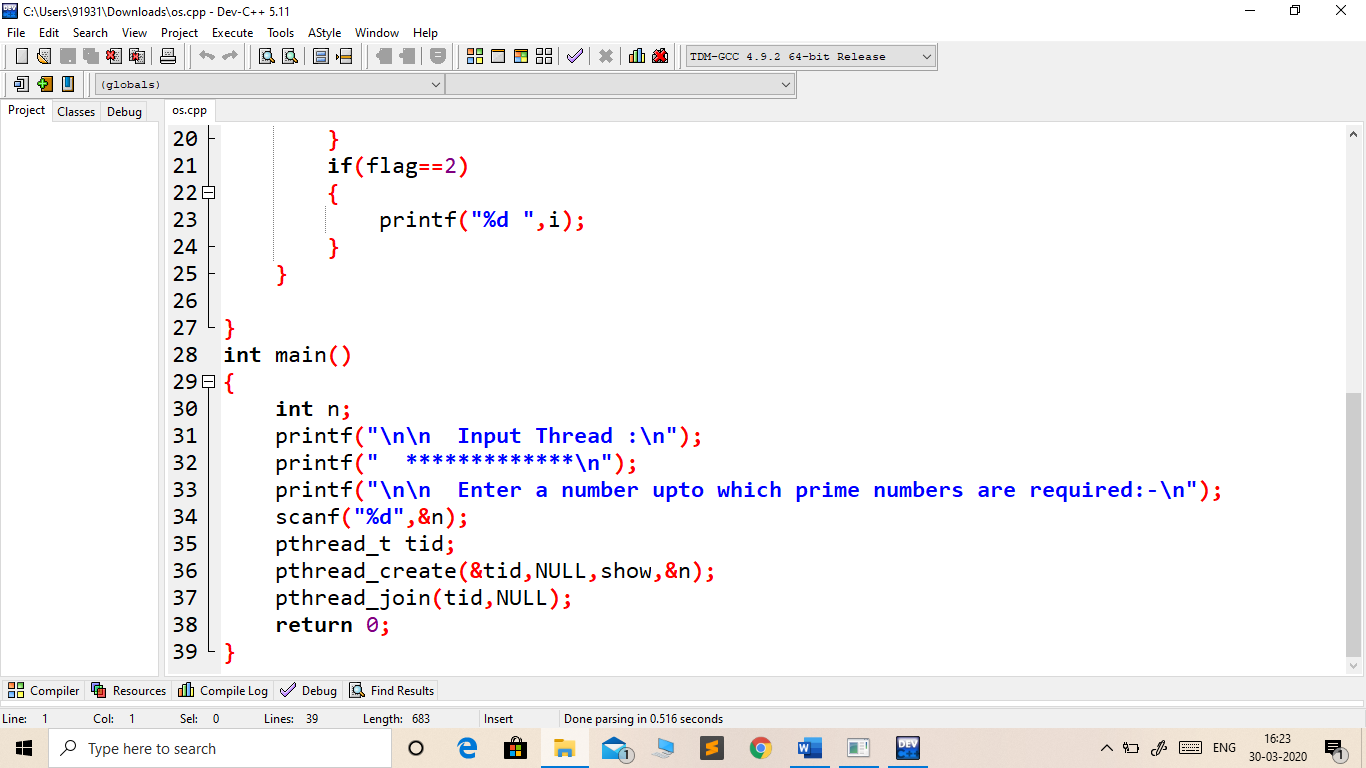 C:\Users\91931\Downloads\os.cpp - Dev-C++ 5.11
File Edit Search View Project Execute Tools AStyle Window Help
TDM-GCC 4.9.2 64-bit Release
(globals)
Project Classes Debug os.cpp
20 }
21 if(flag==2)
22 {
23 printf("%d ",i);
24 }
25 }
26
27 }
28 int main()
29 {
30 int n;
31 printf("\n\n  Input Thread :\n");
32 printf("  *************\n");
33 printf("\n\n  Enter a number upto which prime numbers are required:-\n");
34 scanf("%d",&n);
35 pthread_t tid;
36 pthread_create(&tid,NULL,show,&n);
37 pthread_join(tid,NULL);
38 return 0;
39 }
Compiler Resources Compile Log Debug Find Results
Line: 1 Col: 1 Sel: 0 Lines: 39 Length: 683 Insert Done parsing in 0.516 seconds
Type here to search
ENG
16:23
30-03-2020